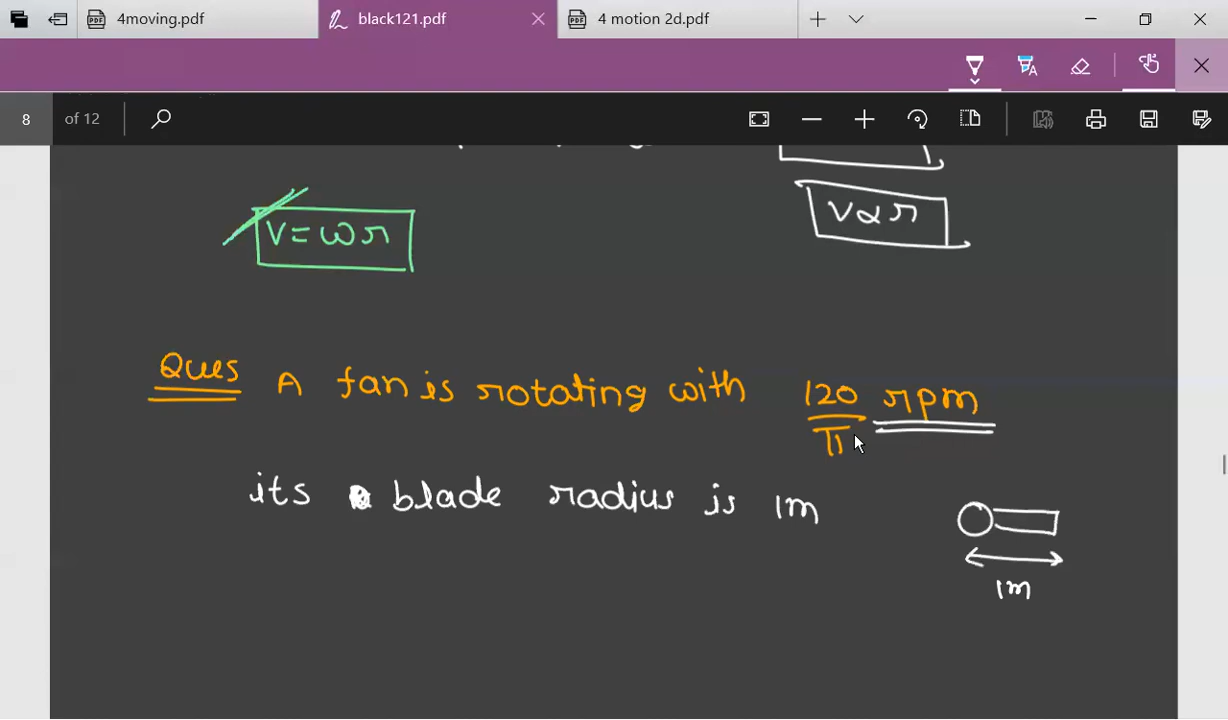 4moving.pdf
black121.pdf
4 motion 2d.pdf
8 of 12
V = ω r
V α r
Ques A fan is rotating with 120/π rpm
its blade radius is 1m
1m